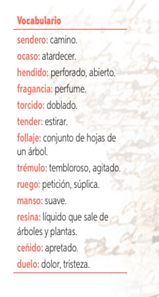 Vocabulario
sendero: camino.
ocaso: atardecer.
hendido: perforado, abierto.
fragancia: perfume.
torcido: doblado.
tender: estirar.
follaje: conjunto de hojas de
un árbol.
trémulo: tembloroso, agitado.
ruego: petición, súplica.
manso: suave.
resina: líquido que sale de
árboles y plantas.
ceñido: apretado.
duelo: dolor, tristeza.